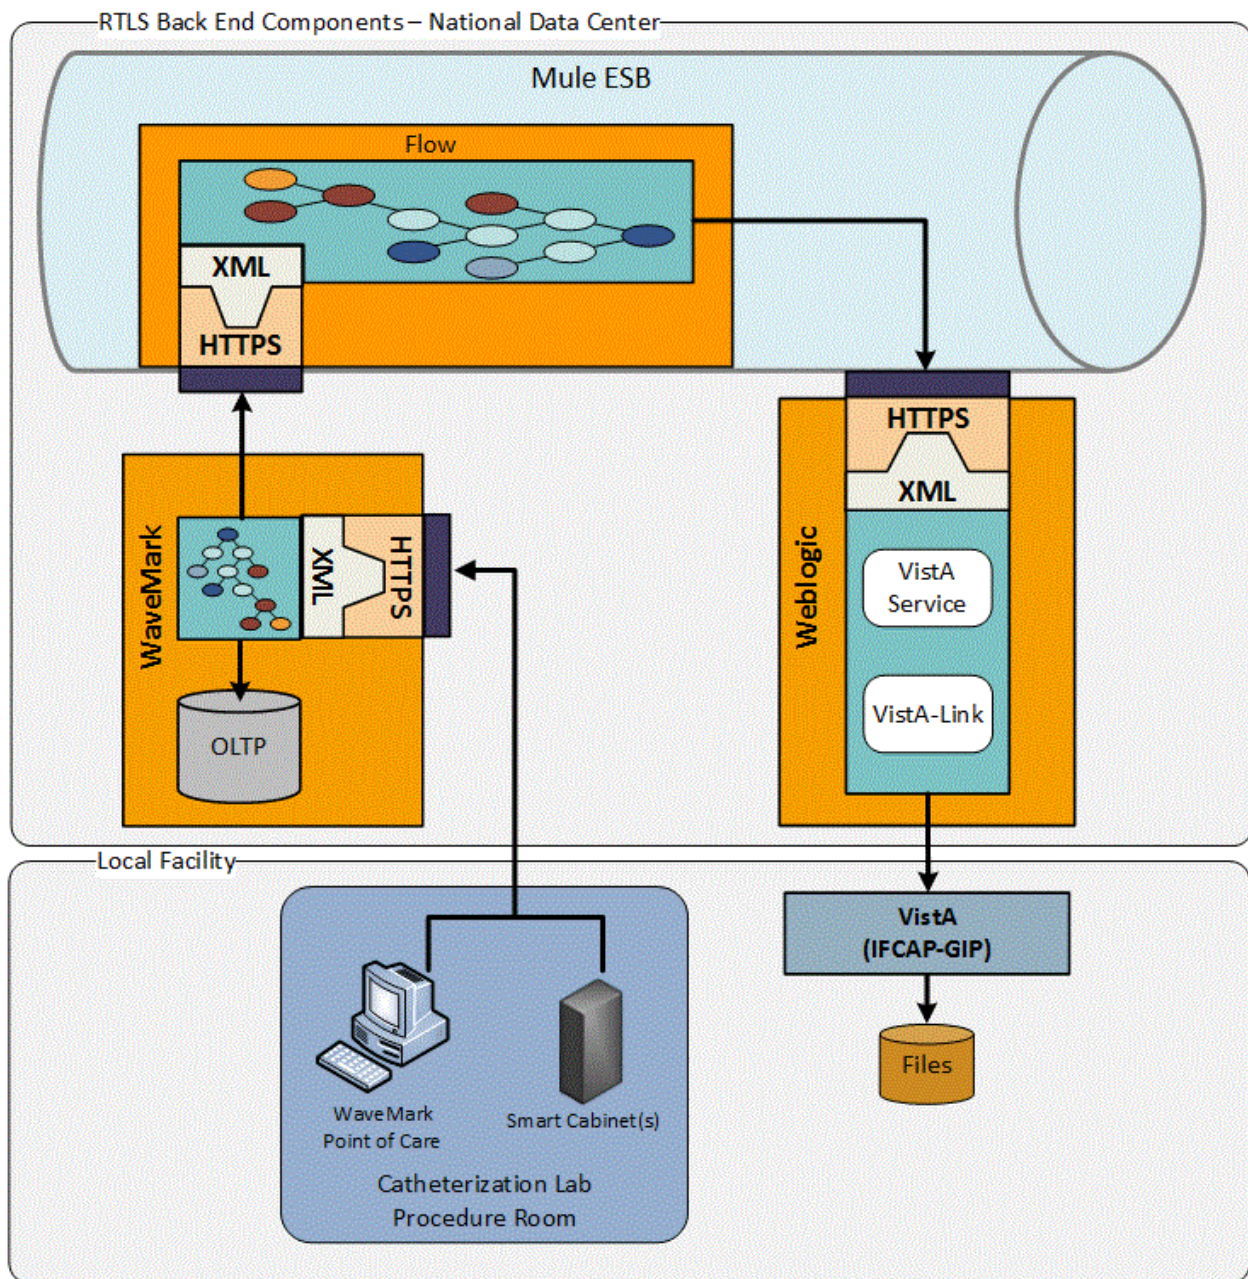 RTLS Back End Components – National Data Center
Mule ESB
Flow
XML
HTTPS
HTTPS
XML
WaveMark
XML
HTTPS
OLTP
Weblogic
VistA
Service
VistA-Link
Local Facility
VistA
(IFCAP-GIP)
Files
WaveMark
Point of Care
Smart Cabinet(s)
Catheterization Lab
Procedure Room